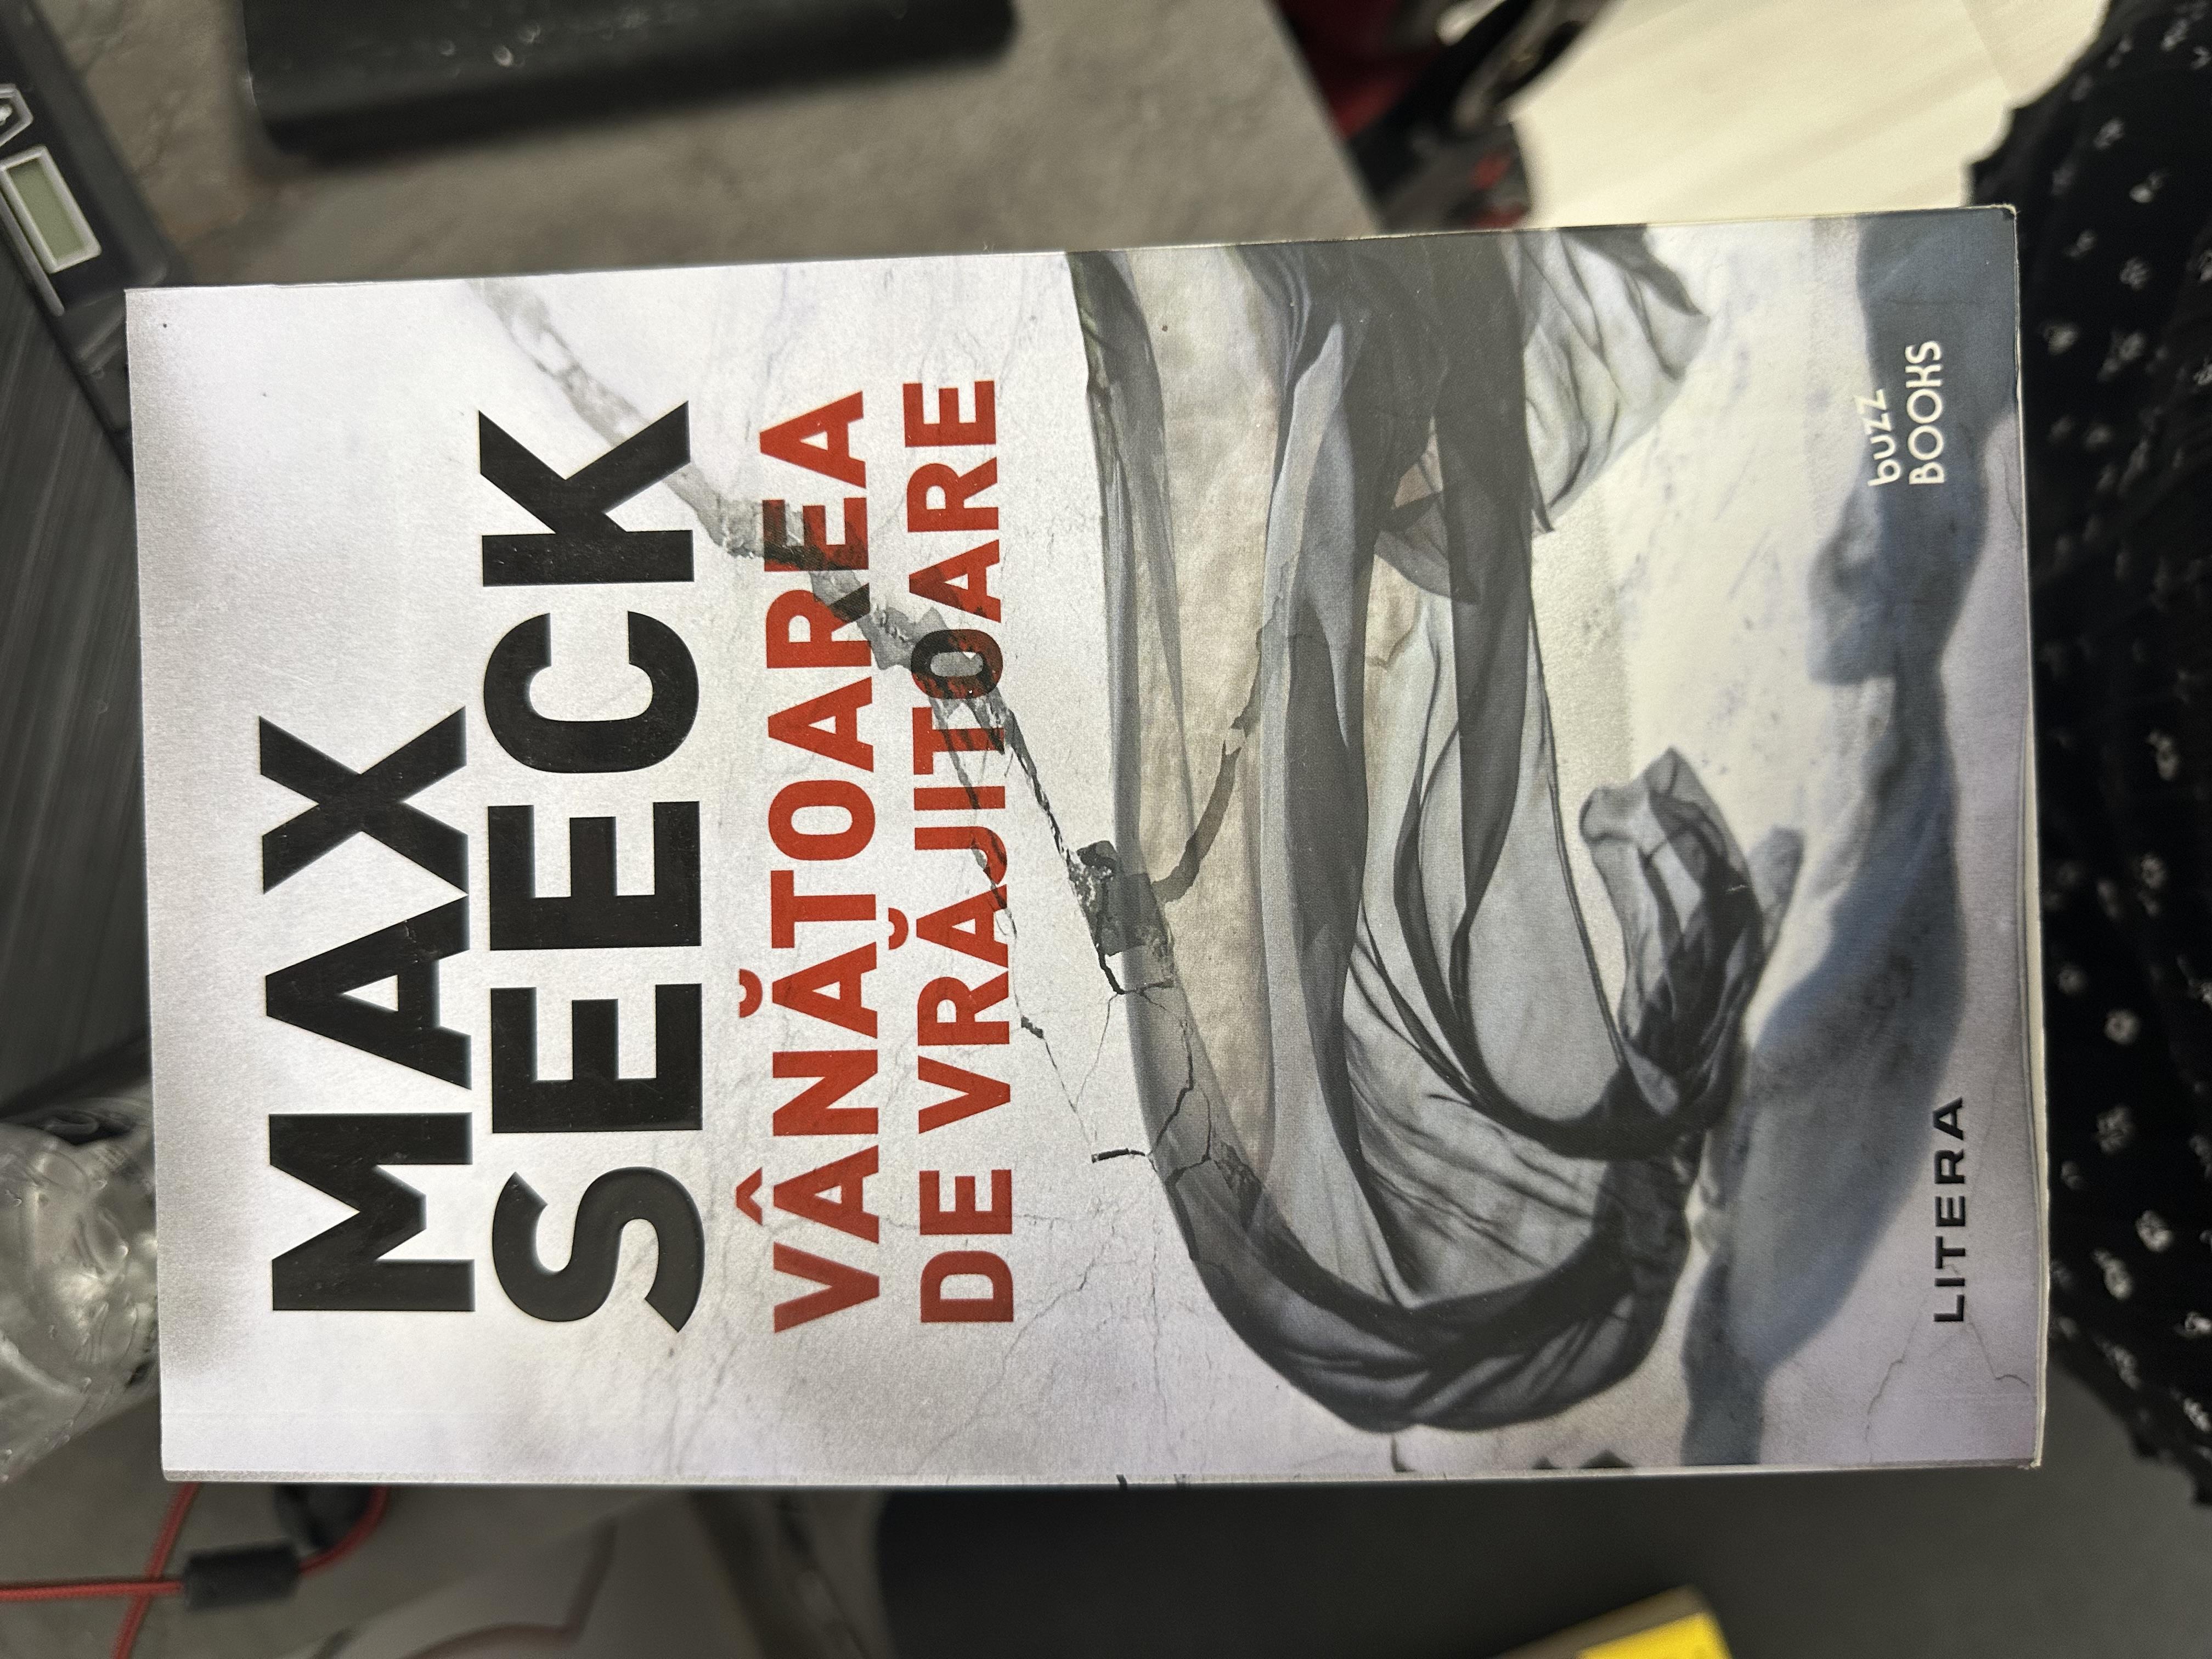 MAX
SEECK
VÂNĂTOAREA
DE VRĂJITOARE
LITERA
buzz
BOOKS